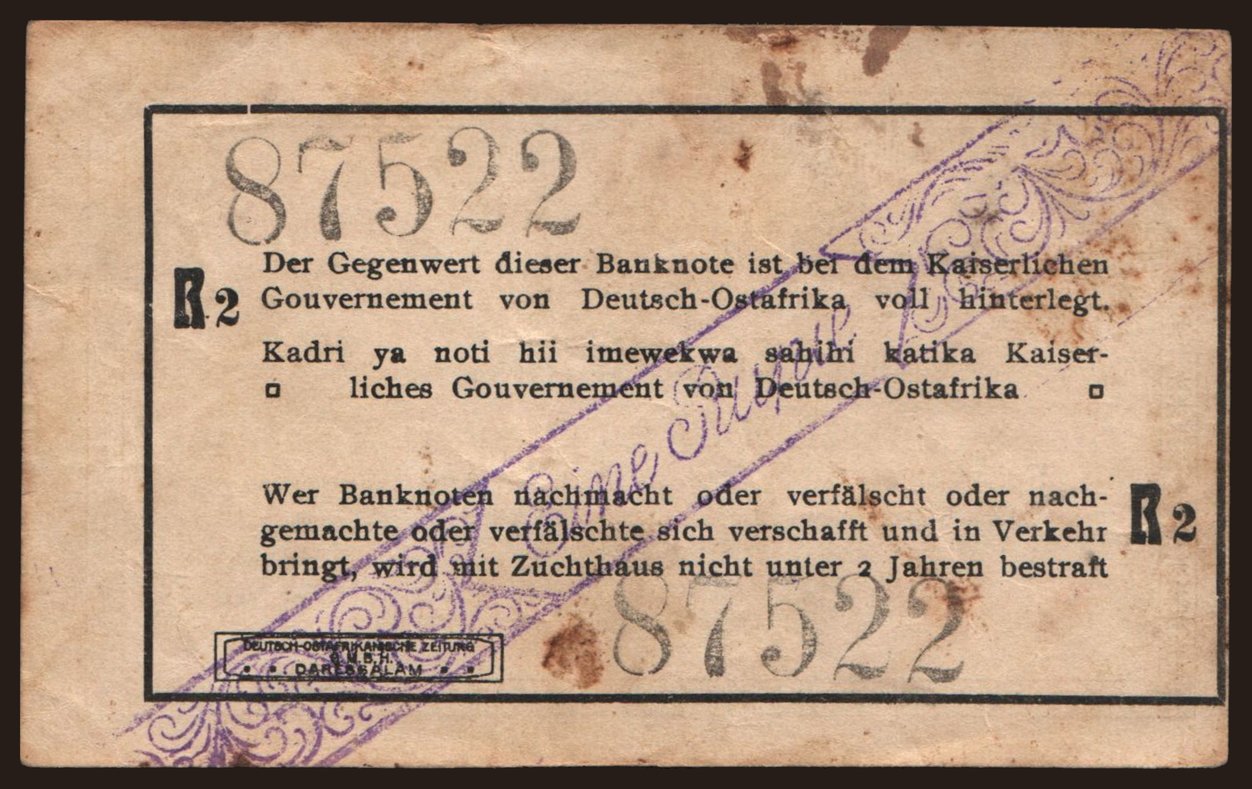 87522
Der Gegenwert dieser Banknote ist bei dem Kaiserlichen
R 2 Gouvernement von Deutsch-Ostafrika voll hinterlegt.
Kadri ya noti hii imewekwa sahihi katika Kaiser-
liches Gouvernement von Deutsch-Ostafrika
Eine Rupie
Wer Banknoten nachmacht oder verfälscht oder nach-
gemachte oder verfälschte sich verschafft und in Verkehr R 2
bringt, wird mit Zuchthaus nicht unter 2 Jahren bestraft
87522
DEUTSCH-OSTAFRIKANISCHE ZEITUNG
G.M.B.H.
DARESSALAM